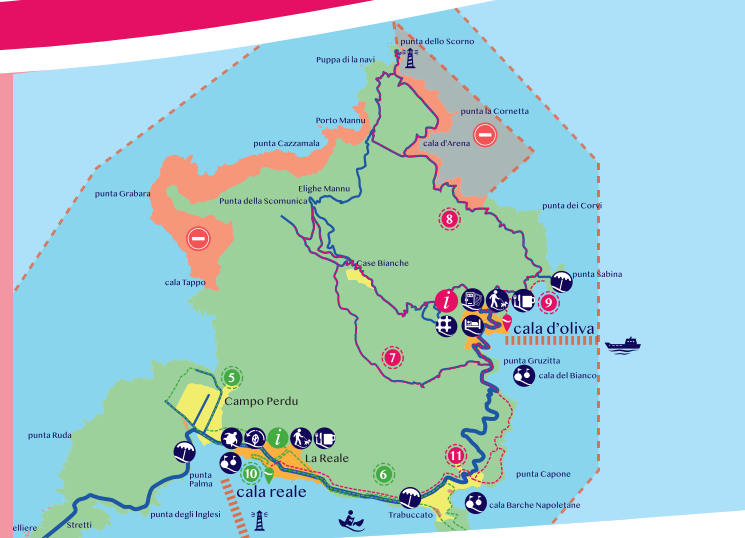 punta dello Scorno
Puppa di la navi
punta la Cornetta
Porto Mannu
cala d'Arena
punta Cazzamala
Elighe Mannu
punta Grabara
Punta della Scomunica
punta dei Corvi
8
Case Bianche
punta Sabina
cala Tappo
i
9
cala d'oliva
7
punta Gruzitta
cala del Bianco
5
Campo Perdu
punta Ruda
i
La Reale
11
10
6
punta
Palma
cala reale
punta Capone
cala Barche Napoletane
punta degli Inglesi
Trabuccato
elliere
Stretti